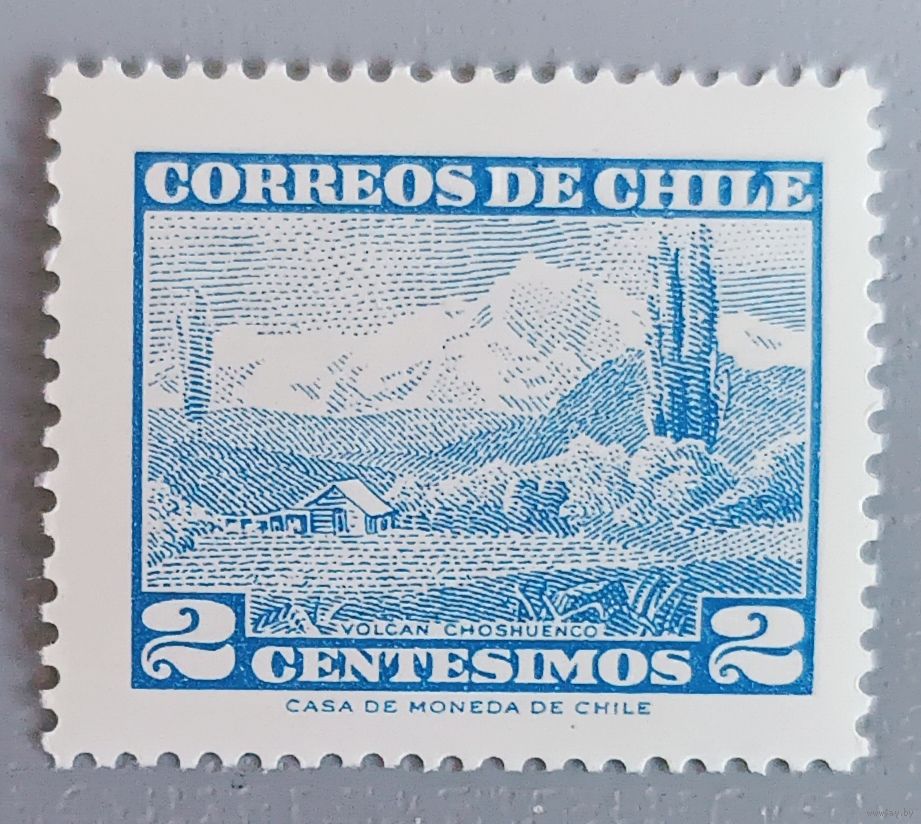 CORREOS DE CHILE
VOLCAN CHOSHUENCO
2 CENTESIMOS 2
CASA DE MONEDA DE CHILE